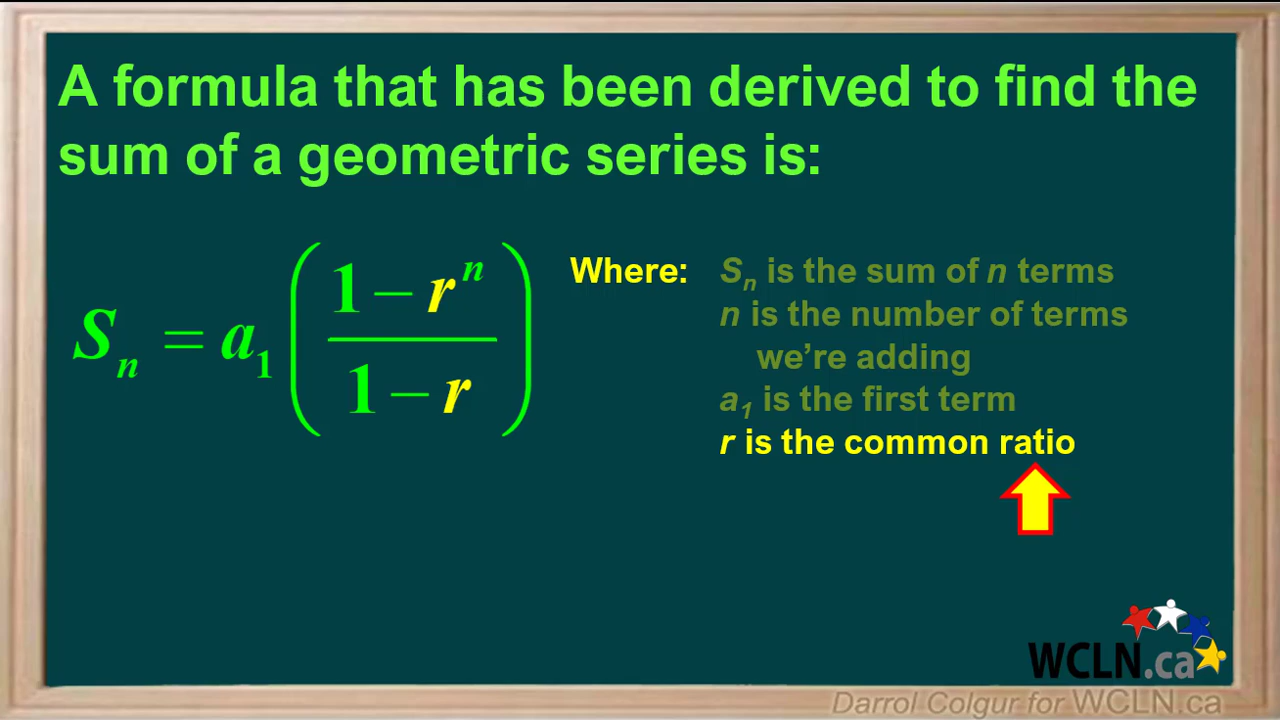 A formula that has been derived to find the
sum of a geometric series is:
Sₙ = a₁ ( (1 − rⁿ) / (1 − r) )
Where: Sₙ is the sum of n terms
n is the number of terms
we’re adding
a₁ is the first term
r is the common ratio
WCLN.ca
Darrol Colgur for WCLN.ca